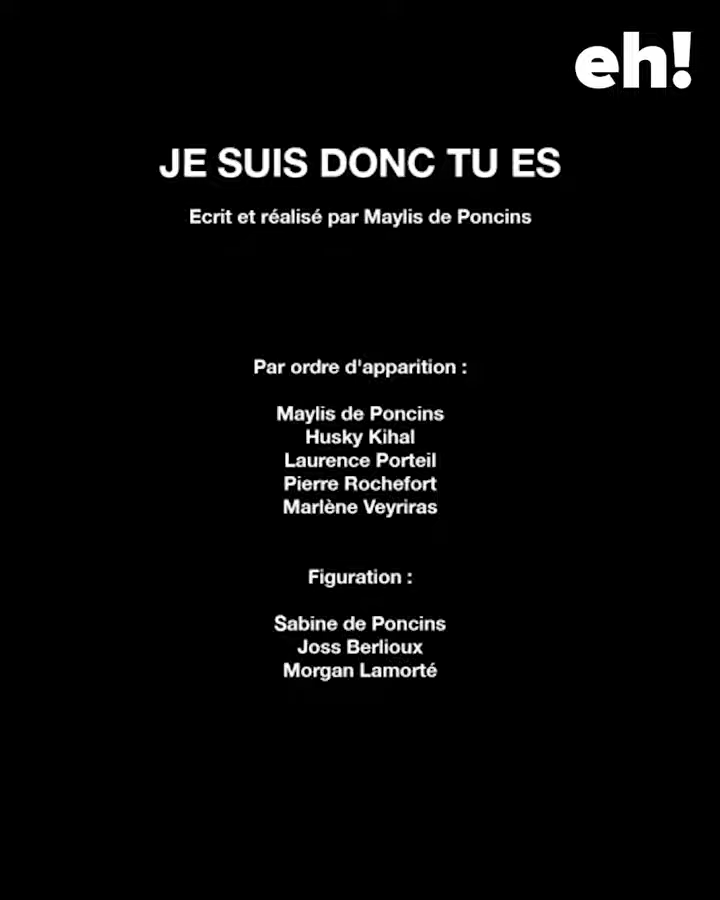 eh!
JE SUIS DONC TU ES
Ecrit et réalisé par Maylis de Poncins
Par ordre d'apparition :
Maylis de Poncins
Husky Kihal
Laurence Porteil
Pierre Rochefort
Marlène Veyriras
Figuration :
Sabine de Poncins
Joss Berlioux
Morgan Lamorté